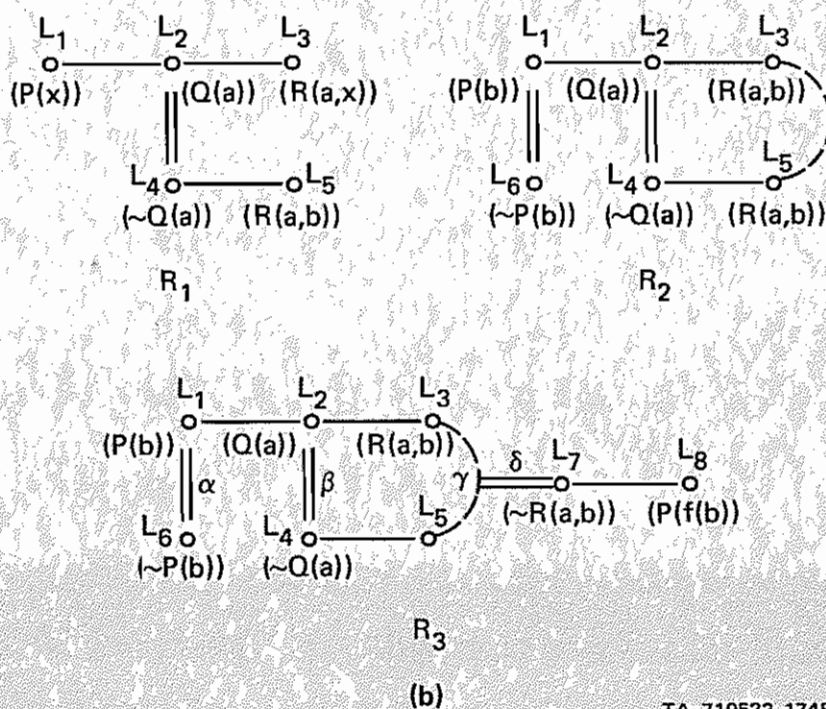 L1 L2 L3 L1 L2 L3
(P(x)) (Q(a)) (R(a,x)) (P(b)) (Q(a)) (R(a,b))
L4 L5 L6 L4 L5
(~Q(a)) (R(a,b)) (~P(b)) (~Q(a)) (R(a,b))
R1 R2
L1 L2 L3
(P(b)) (Q(a)) (R(a,b)) γ δ L7 L8
α β (~R(a,b)) (P(f(b))
L6 L4 L5
(~P(b)) (~Q(a))
R3
(b)